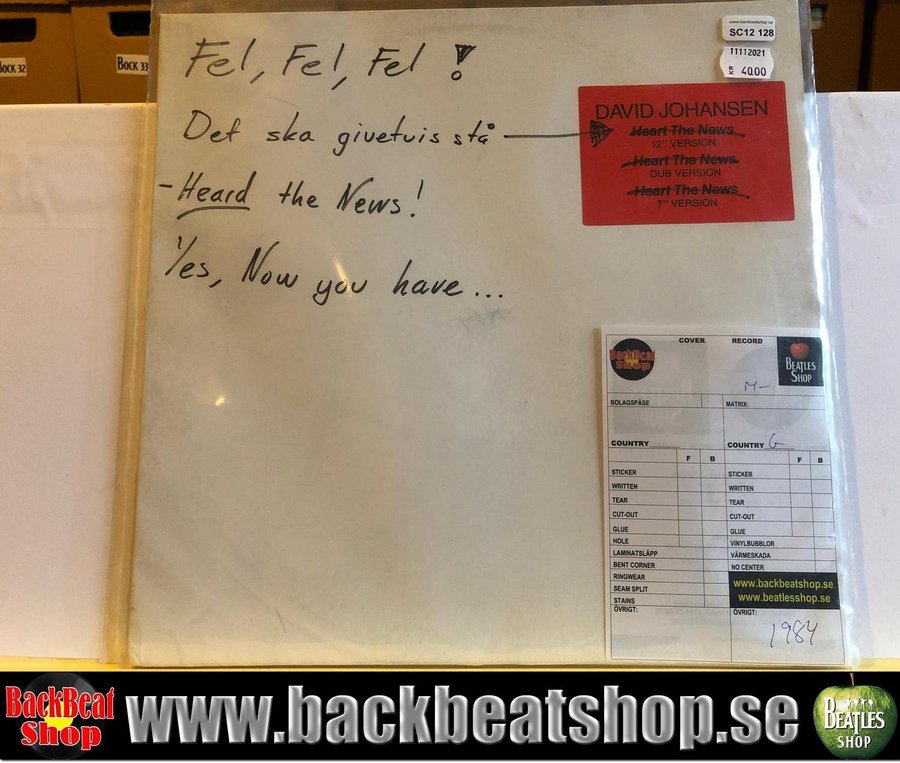 BOCK 32
BOCK 33
www.backbeatshop.se
SC12 128
11112021
KR 40.00
Fel, Fel, Fel !
Det ska givetvis stå
-Heard the News!
Yes, Now you have...
DAVID JOHANSEN
Heart The News
12" VERSION
Heart The News
DUB VERSION
Heart The News
7" VERSION
BackBeat Shop
COVER RECORD
BEATLES SHOP
M-
BOLAGSPÅSE MATRIX:
COUNTRY COUNTRY G
F B F B
STICKER STICKER
WRITTEN WRITTEN
TEAR TEAR
CUT-OUT CUT-OUT
GLUE GLUE
HOLE VINYLBUBBLOR
LAMINATSLÄPP VÄRMESKADA
BENT CORNER NO CENTER
RINGWEAR
SEAM SPLIT
STAINS
www.backbeatshop.se
www.beatlesshop.se
ÖVRIGT: ÖVRIGT:
1984
BackBeat Shop
www.backbeatshop.se
BEATLES SHOP